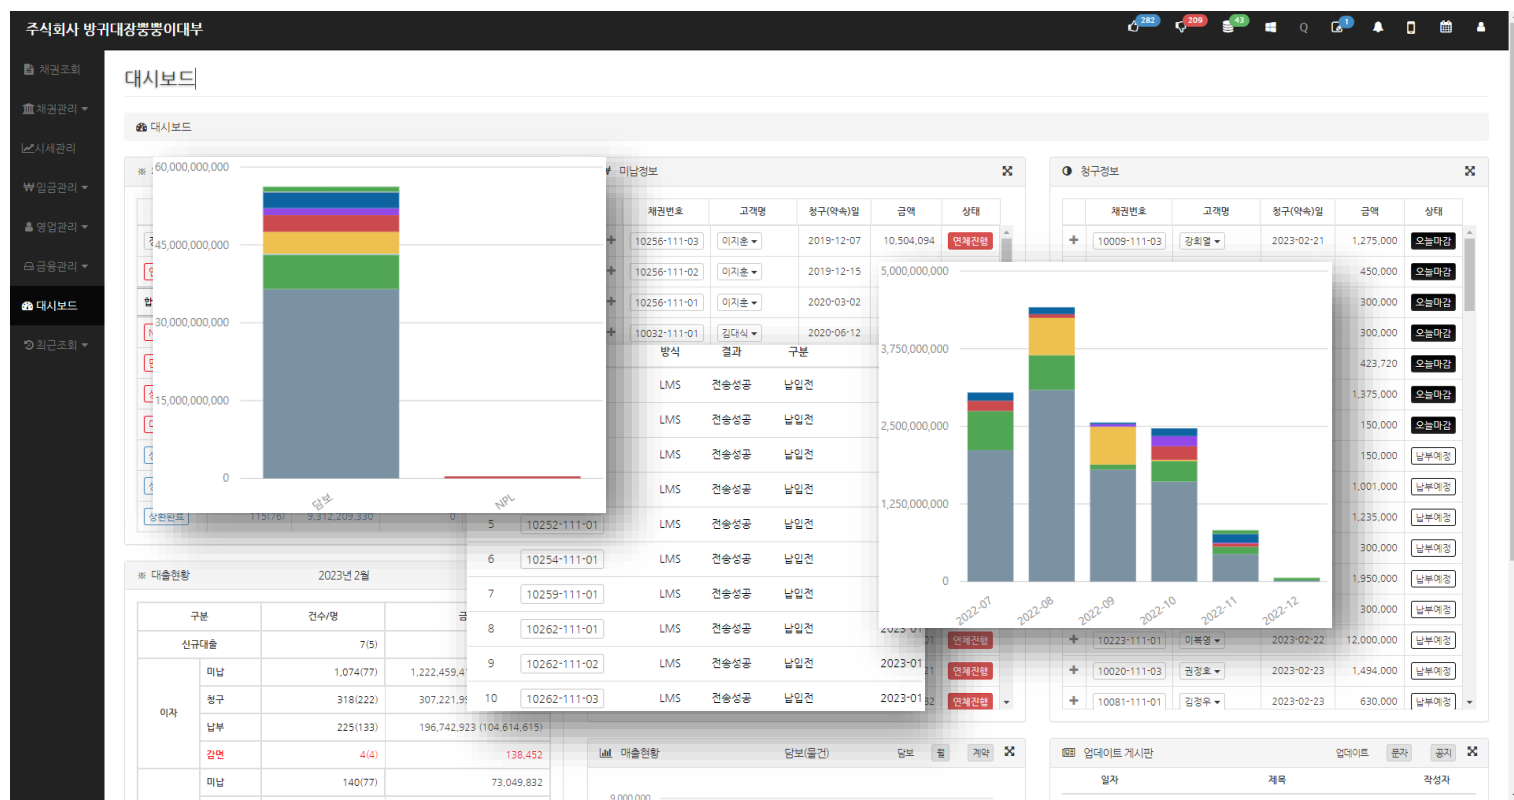 주식회사 방귀대장뿡뿡이대부
282
209
43
1
채권조회
채권관리
시세관리
입금관리
영업관리
금융관리
대시보드
최근조회
대시보드
대시보드
60,000,000,000
45,000,000,000
30,000,000,000
15,000,000,000
0
담보
NPL
상환완료 115(76) 9,312,209,330 0
미납정보
채권번호 고객명 청구(약속)일 금액 상태
10256-111-03 이지훈 2019-12-07 10,504,094 연체진행
10256-111-02 이지훈 2019-12-15
10256-111-01 이지훈 2020-03-02
10032-111-01 김대식 2020-06-12
방식 결과 구분
LMS 전송성공 납입전
LMS 전송성공 납입전
LMS 전송성공 납입전
LMS 전송성공 납입전
5 10252-111-01 LMS 전송성공 납입전
6 10254-111-01 LMS 전송성공 납입전
7 10259-111-01 LMS 전송성공 납입전
8 10262-111-01 LMS 전송성공 납입전 2023-01
9 10262-111-02 LMS 전송성공 납입전 2023-01
10 10262-111-03 LMS 전송성공 납입전 2023-01
연체진행
연체진행
연체진행
청구정보
채권번호 고객명 청구(약속)일 금액 상태
10009-111-03 강희열 2023-02-21 1,275,000 오늘마감
450,000 오늘마감
300,000 오늘마감
300,000 오늘마감
423,720 오늘마감
1,375,000 오늘마감
150,000 오늘마감
150,000 납부예정
1,001,000 납부예정
1,235,000 납부예정
300,000 납부예정
1,950,000 납부예정
300,000 납부예정
10223-111-01 이복영 2023-02-22 12,000,000 납부예정
10020-111-03 권정호 2023-02-23 1,494,000 납부예정
10081-111-01 김정우 2023-02-23 630,000 납부예정
5,000,000,000
3,750,000,000
2,500,000,000
1,250,000,000
0
2022-07
2022-08
2022-09
2022-10
2022-11
2022-12
※ 대출현황 2023년 2월
구분 건수/명
신규대출 7(5)
이자
미납 1,074(77)
청구 318(222)
납부 225(133) 196,742,923 (104,614,615)
감면 4(4) 138,452
미납 140(77) 73,049,832
매출현황 담보(물건) 담보 월 계약
9,000,000
업데이트 게시판 업데이트 문자 공지
일자 제목 작성자